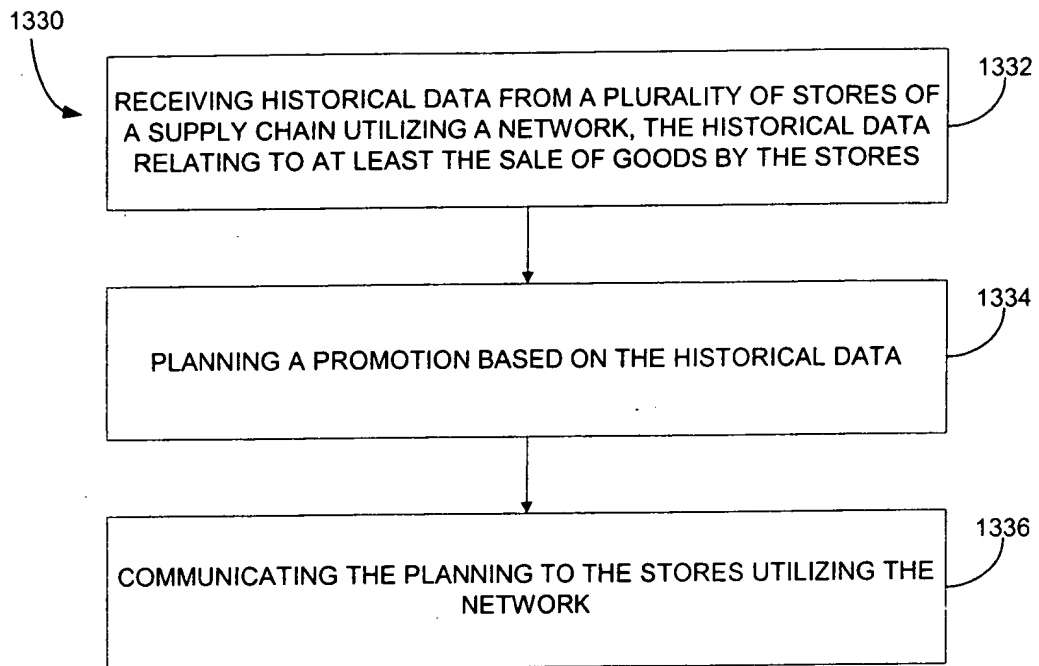 1330
1332
RECEIVING HISTORICAL DATA FROM A PLURALITY OF STORES OF
A SUPPLY CHAIN UTILIZING A NETWORK, THE HISTORICAL DATA
RELATING TO AT LEAST THE SALE OF GOODS BY THE STORES
1334
PLANNING A PROMOTION BASED ON THE HISTORICAL DATA
1336
COMMUNICATING THE PLANNING TO THE STORES UTILIZING THE
NETWORK